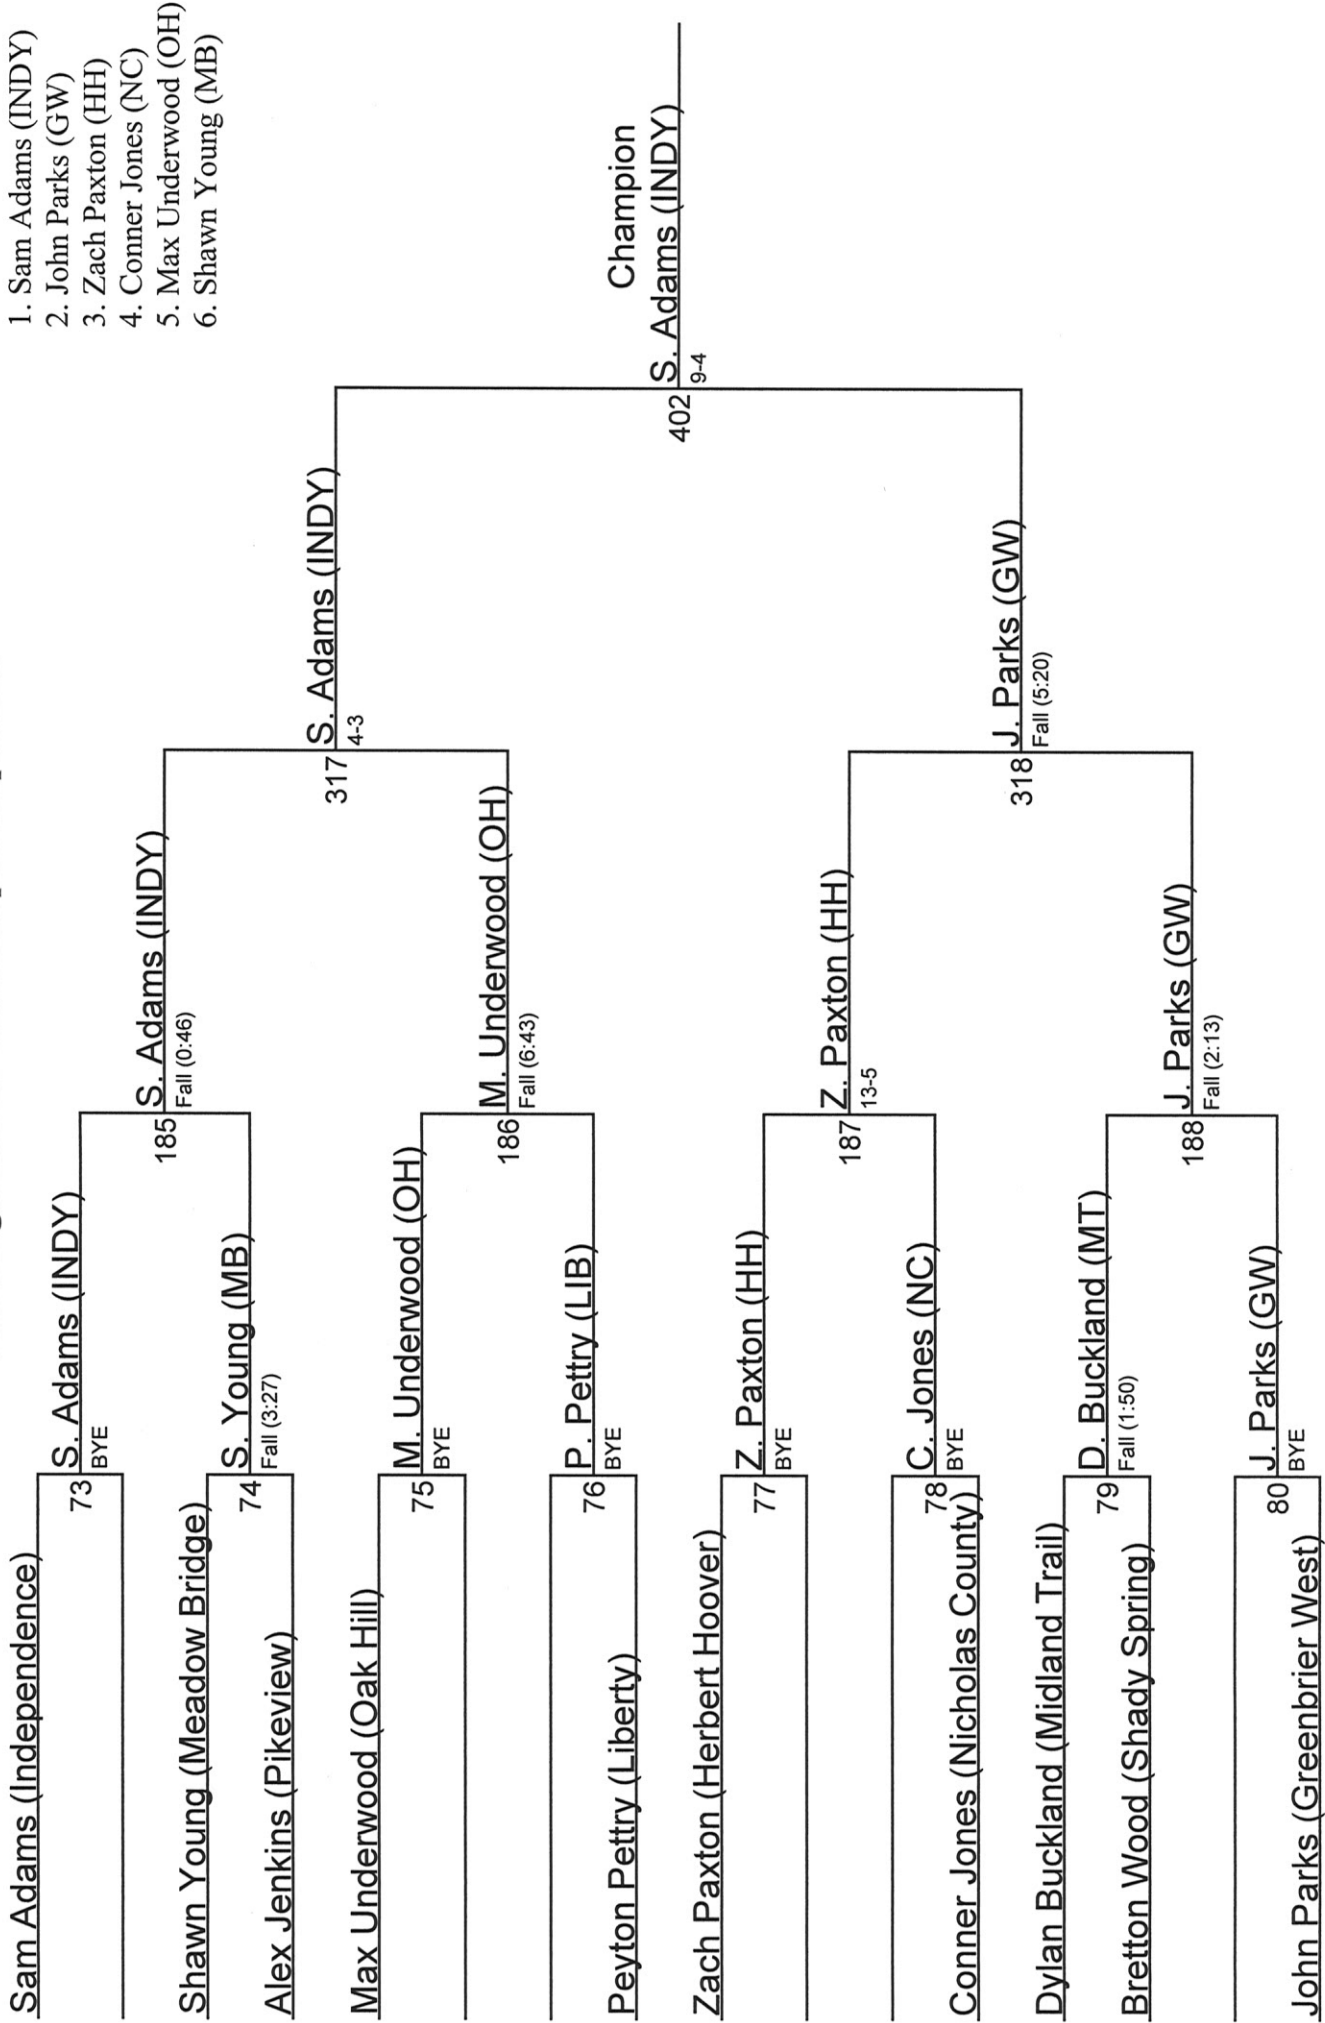 1. Sam Adams (INDY)
2. John Parks (GW)
3. Zach Paxton (HH)
4. Conner Jones (NC)
5. Max Underwood (OH)
6. Shawn Young (MB)
Sam Adams (Independence)
73
S. Adams (INDY)
BYE
Shawn Young (Meadow Bridge)
74
S. Young (MB)
Fall (3:27)
Alex Jenkins (Pikeview)
185
S. Adams (INDY)
Fall (0:46)
Max Underwood (Oak Hill)
75
M. Underwood (OH)
BYE
Peyton Pettry (Liberty)
76
P. Pettry (LIB)
BYE
186
M. Underwood (OH)
Fall (6:43)
317
S. Adams (INDY)
4-3
Zach Paxton (Herbert Hoover)
77
Z. Paxton (HH)
BYE
Conner Jones (Nicholas County)
78
C. Jones (NC)
BYE
187
Z. Paxton (HH)
13-5
Dylan Buckland (Midland Trail)
79
D. Buckland (MT)
Fall (1:50)
Bretton Wood (Shady Spring)
John Parks (Greenbrier West)
80
J. Parks (GW)
BYE
188
J. Parks (GW)
Fall (2:13)
318
J. Parks (GW)
Fall (5:20)
402
Champion
S. Adams (INDY)
9-4